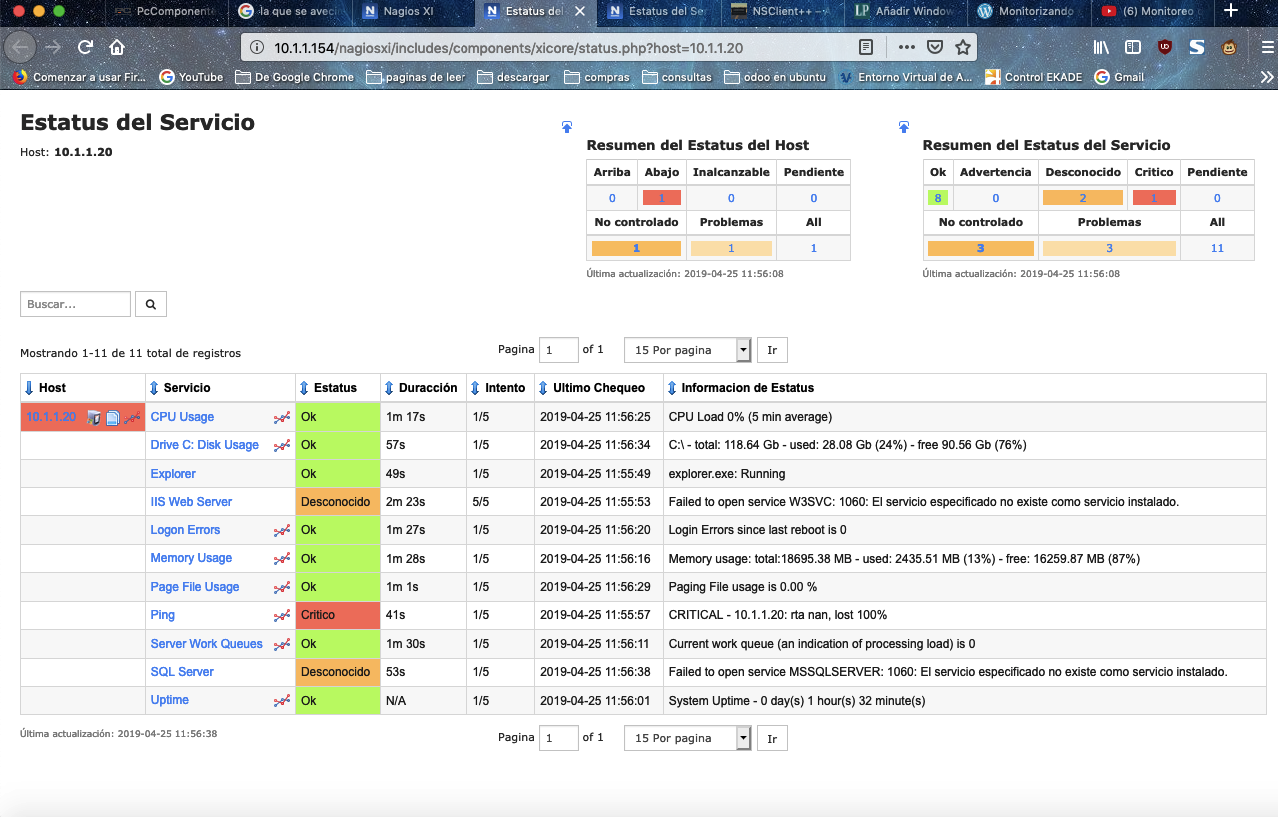 PcComponente
la que se avecin
Nagios XI
Estatus del
Estatus del Ser
NSClient++ -
Añadir Window
Monitorizando
(6) Monitoreo
10.1.1.154/nagiosxi/includes/components/xicore/status.php?host=10.1.1.20
Comenzar a usar Fir... YouTube De Google Chrome paginas de leer descargar compras consultas odoo en ubuntu Entorno Virtual de A... Control EKADE Gmail
Estatus del Servicio
Host: 10.1.1.20
Resumen del Estatus del Host
Arriba Abajo Inalcanzable Pendiente
0 1 0 0
No controlado Problemas All
1 1 1
Última actualización: 2019-04-25 11:56:08
Resumen del Estatus del Servicio
Ok Advertencia Desconocido Critico Pendiente
8 0 2 1 0
No controlado Problemas All
3 3 11
Última actualización: 2019-04-25 11:56:08
Buscar...
Mostrando 1-11 de 11 total de registros
Pagina 1 of 1 15 Por pagina Ir
Host Servicio Estatus Duracción Intento Ultimo Chequeo Informacion de Estatus
10.1.1.20 CPU Usage Ok 1m 17s 1/5 2019-04-25 11:56:25 CPU Load 0% (5 min average)
Drive C: Disk Usage Ok 57s 1/5 2019-04-25 11:56:34 C:\ - total: 118.64 Gb - used: 28.08 Gb (24%) - free 90.56 Gb (76%)
Explorer Ok 49s 1/5 2019-04-25 11:55:49 explorer.exe: Running
IIS Web Server Desconocido 2m 23s 5/5 2019-04-25 11:55:53 Failed to open service W3SVC: 1060: El servicio especificado no existe como servicio instalado.
Logon Errors Ok 1m 27s 1/5 2019-04-25 11:56:20 Login Errors since last reboot is 0
Memory Usage Ok 1m 28s 1/5 2019-04-25 11:56:16 Memory usage: total:18695.38 MB - used: 2435.51 MB (13%) - free: 16259.87 MB (87%)
Page File Usage Ok 1m 1s 1/5 2019-04-25 11:56:29 Paging File usage is 0.00 %
Ping Critico 41s 1/5 2019-04-25 11:55:57 CRITICAL - 10.1.1.20: rta nan, lost 100%
Server Work Queues Ok 1m 30s 1/5 2019-04-25 11:56:11 Current work queue (an indication of processing load) is 0
SQL Server Desconocido 53s 1/5 2019-04-25 11:56:38 Failed to open service MSSQLSERVER: 1060: El servicio especificado no existe como servicio instalado.
Uptime Ok N/A 1/5 2019-04-25 11:56:01 System Uptime - 0 day(s) 1 hour(s) 32 minute(s)
Última actualización: 2019-04-25 11:56:38
Pagina 1 of 1 15 Por pagina Ir